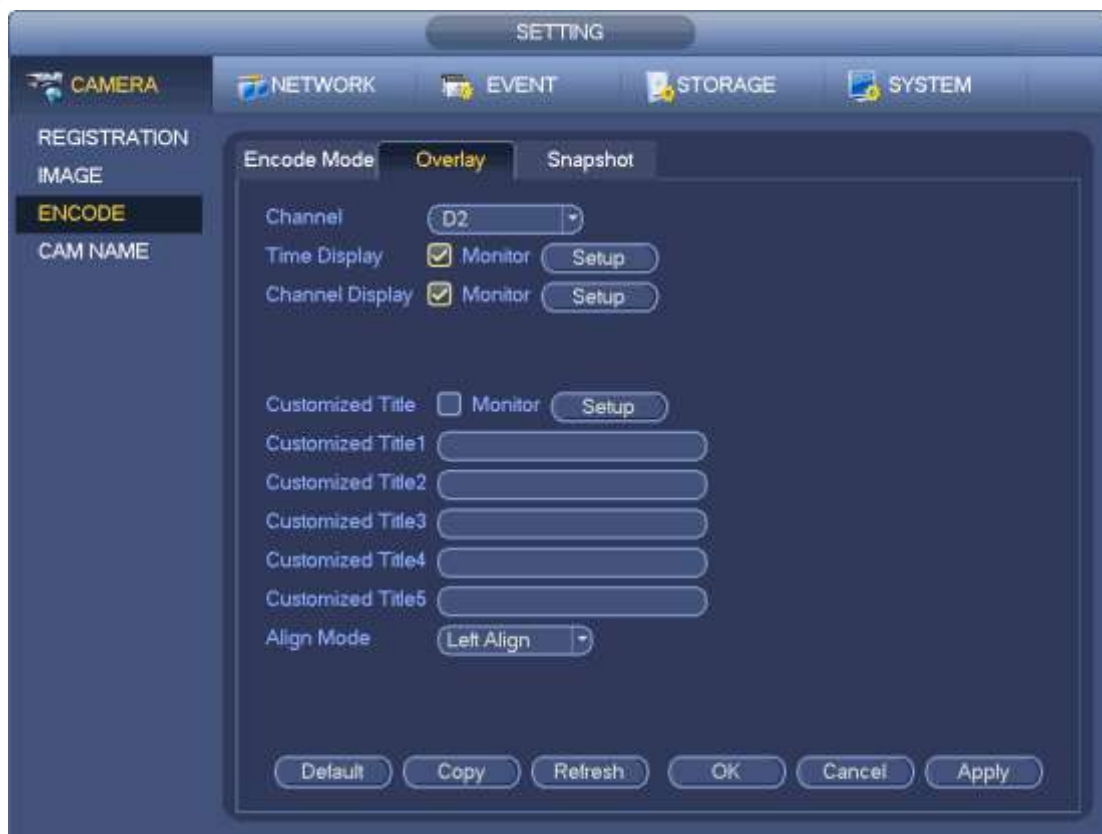 SETTING
CAMERA NETWORK EVENT STORAGE SYSTEM
REGISTRATION
IMAGE
ENCODE
CAM NAME
Encode Mode Overlay Snapshot
Channel D2
Time Display Monitor Setup
Channel Display Monitor Setup
Customized Title Monitor Setup
Customized Title1
Customized Title2
Customized Title3
Customized Title4
Customized Title5
Align Mode Left Align
Default Copy Refresh OK Cancel Apply